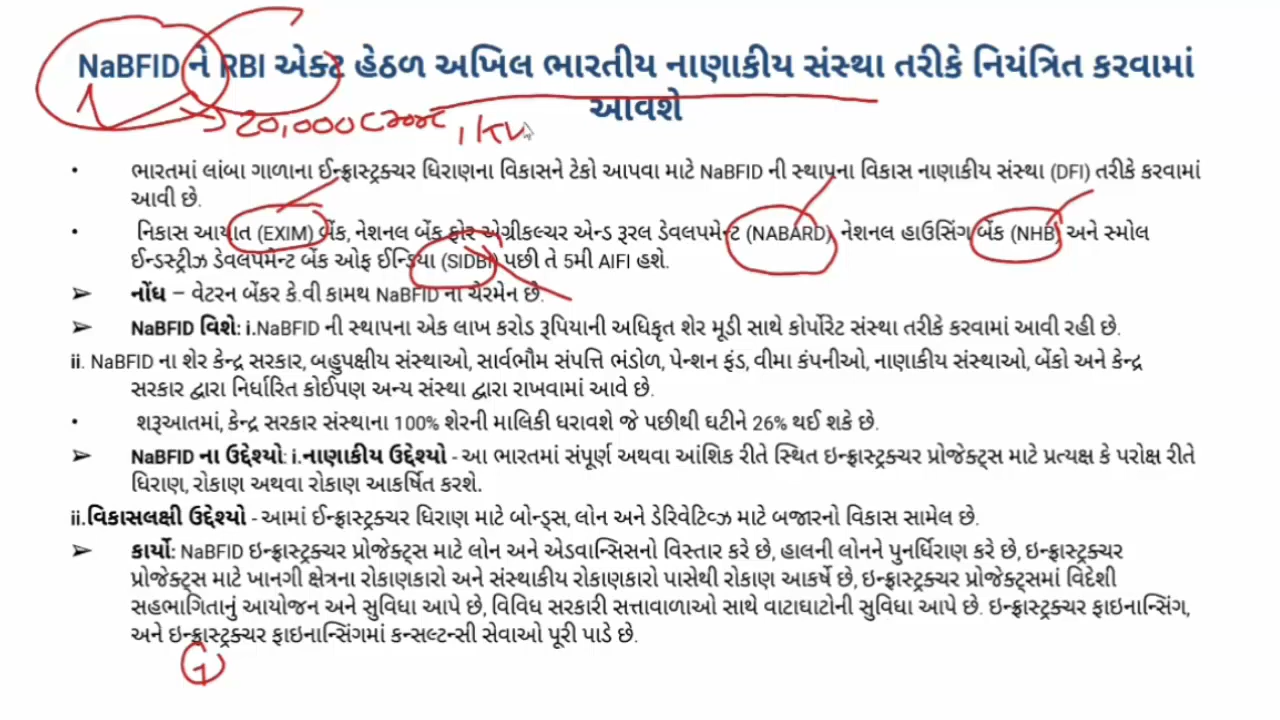 NaBFID ને RBI એક્ટ હેઠળ અખિલ ભારતીય નાણાકીય સંસ્થા તરીકે નિયંત્રિત કરવામાં
આવશે
20,000 કરોડ, KV
• ભારતમાં લાંબા ગાળાના ઈન્ફ્રાસ્ટ્રક્ચર ધિરાણના વિકાસને ટેકો આપવા માટે NaBFID ની સ્થાપના વિકાસ નાણાકીય સંસ્થા (DFI) તરીકે કરવામાં
આવી છે.
• નિકાસ આયાત (EXIM) બેંક, નેશનલ બેંક ફોર એગ્રીકલ્ચર એન્ડ રૂરલ ડેવલપમેન્ટ (NABARD), નેશનલ હાઉસિંગ બેંક (NHB) અને સ્મોલ
ઈન્ડસ્ટ્રીઝ ડેવલપમેન્ટ બેંક ઓફ ઈન્ડિયા (SIDBI) પછી તે 5મી AIFI હશે.
➢ નોંધ – વેટરન બેંકર કે.વી કામથ NaBFID ના ચેરમેન છે.
➢ NaBFID વિશે: i.NaBFID ની સ્થાપના એક લાખ કરોડ રૂપિયાની અધિકૃત શેર મૂડી સાથે કોર્પોરેટ સંસ્થા તરીકે કરવામાં આવી રહી છે.
ii. NaBFID ના શેર કેન્દ્ર સરકાર, બહુપક્ષીય સંસ્થાઓ, સાર્વભૌમ સંપત્તિ ભંડોળ, પેન્શન ફંડ, વીમા કંપનીઓ, નાણાકીય સંસ્થાઓ, બેંકો અને કેન્દ્ર
સરકાર દ્વારા નિર્ધારિત કોઈપણ અન્ય સંસ્થા દ્વારા રાખવામાં આવે છે.
• શરૂઆતમાં, કેન્દ્ર સરકાર સંસ્થાના 100% શેરની માલિકી ધરાવશે જે પછીથી ઘટીને 26% થઈ શકે છે.
➢ NaBFID ના ઉદ્દેશ્યો: i.નાણાકીય ઉદ્દેશ્યો - આ ભારતમાં સંપૂર્ણ અથવા આંશિક રીતે સ્થિત ઇન્ફ્રાસ્ટ્રક્ચર પ્રોજેક્ટ્સ માટે પ્રત્યક્ષ કે પરોક્ષ રીતે
ધિરાણ, રોકાણ અથવા રોકાણ આકર્ષિત કરશે.
ii.વિકાસલક્ષી ઉદ્દેશ્યો - આમાં ઈન્ફ્રાસ્ટ્રક્ચર ધિરાણ માટે બોન્ડ્સ, લોન અને ડેરિવેટિવ્ઝ માટે બજારનો વિકાસ સામેલ છે.
➢ કાર્યો: NaBFID ઇન્ફ્રાસ્ટ્રક્ચર પ્રોજેક્ટ્સ માટે લોન અને એડવાન્સિસનો વિસ્તાર કરે છે, હાલની લોનને પુનર્ધિરાણ કરે છે, ઇન્ફ્રાસ્ટ્રક્ચર
પ્રોજેક્ટ્સ માટે ખાનગી ક્ષેત્રના રોકાણકારો અને સંસ્થાકીય રોકાણકારો પાસેથી રોકાણ આકર્ષે છે, ઇન્ફ્રાસ્ટ્રક્ચર પ્રોજેક્ટ્સમાં વિદેશી
સહભાગિતાનું આયોજન અને સુવિધા આપે છે, વિવિધ સરકારી સત્તાવાળાઓ સાથે વાટાઘાટોની સુવિધા આપે છે. ઇન્ફ્રાસ્ટ્રક્ચર ફાઇનાન્સિંગ,
અને ઇન્ફ્રાસ્ટ્રક્ચર ફાઇનાન્સિંગમાં કન્સલ્ટન્સી સેવાઓ પૂરી પાડે છે.